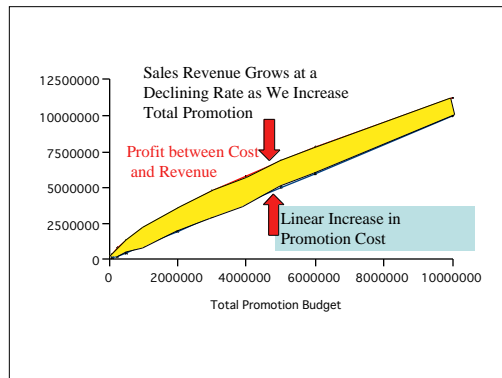 Sales Revenue Grows at a
Declining Rate as We Increase
Total Promotion
12500000
10000000
7500000
5000000
2500000
0
Profit between Cost
and Revenue
Linear Increase in
Promotion Cost
0 2000000 4000000 6000000 8000000 10000000
Total Promotion Budget